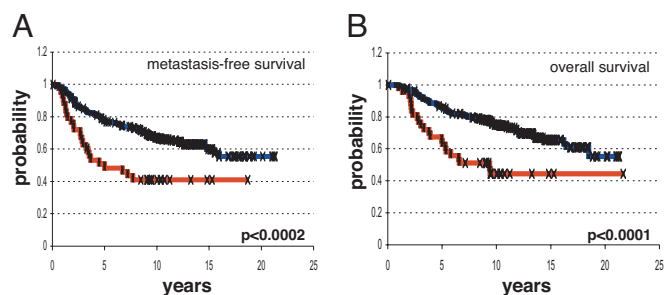 A
B
1.2
1
0.8
0.6
0.4
0.2
0
probability
metastasis-free survival
p<0.0002
0 5 10 15 20 25
years
1.2
1
0.8
0.6
0.4
0.2
0
probability
overall survival
p<0.0001
0 5 10 15 20 25
years